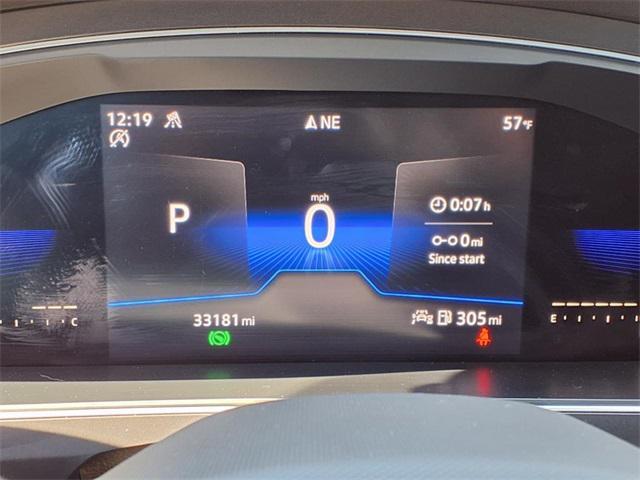 12:19 NE 57°F
mph
P 0 0:07 h
0 mi
Since start
33181 mi 305 mi
C E